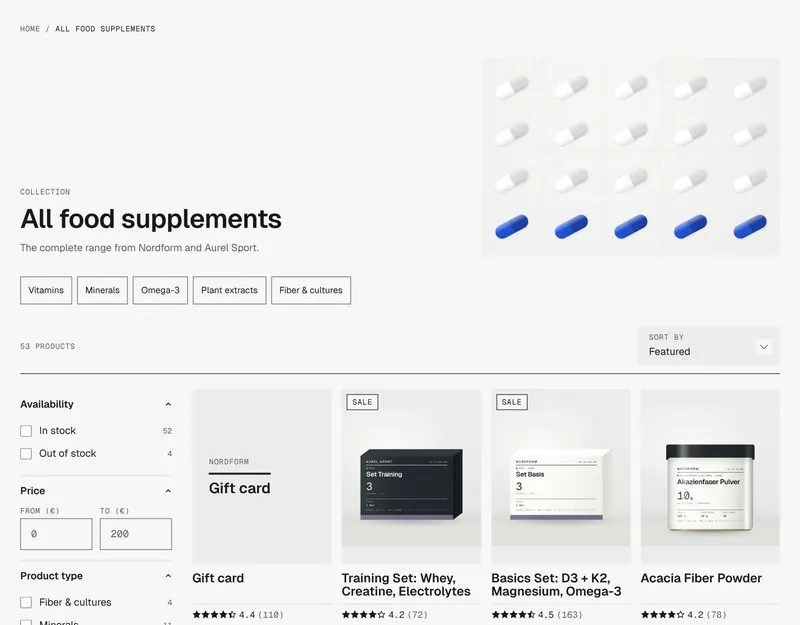 HOME / ALL FOOD SUPPLEMENTS
COLLECTION
All food supplements
The complete range from Nordform and Aurel Sport.
Vitamins
Minerals
Omega-3
Plant extracts
Fiber & cultures
53 PRODUCTS
SORT BY
Featured
Availability
In stock
52
Out of stock
4
Price
FROM (€)
TO (€)
0
200
Product type
Fiber & cultures
4
Minerals
11
NORDFORM
Gift card
Gift card
4.4 (110)
SALE
AUREL SPORT
Set Training
3
Training Set: Whey,
Creatine, Electrolytes
4.2 (72)
SALE
NORDFORM
Set Basis
3
Basics Set: D3 + K2,
Magnesium, Omega-3
4.5 (163)
NORDFORM
Akazienfaser Pulver
10g
Acacia Fiber Powder
4.2 (78)